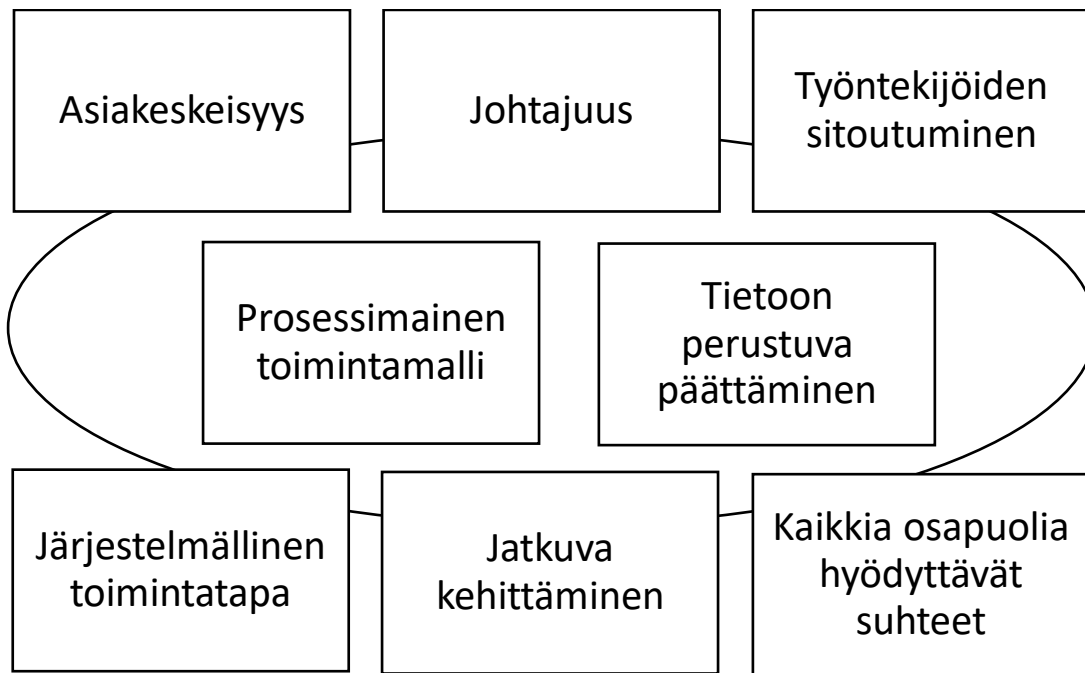 Asiakeskeisyys
Johtajuus
Työntekijöiden
sitoutuminen
Prosessimainen
toimintamalli
Tietoon
perustuva
päättäminen
Järjestelmällinen
toimintatapa
Jatkuva
kehittäminen
Kaikkia osapuolia
hyödyttävät
suhteet